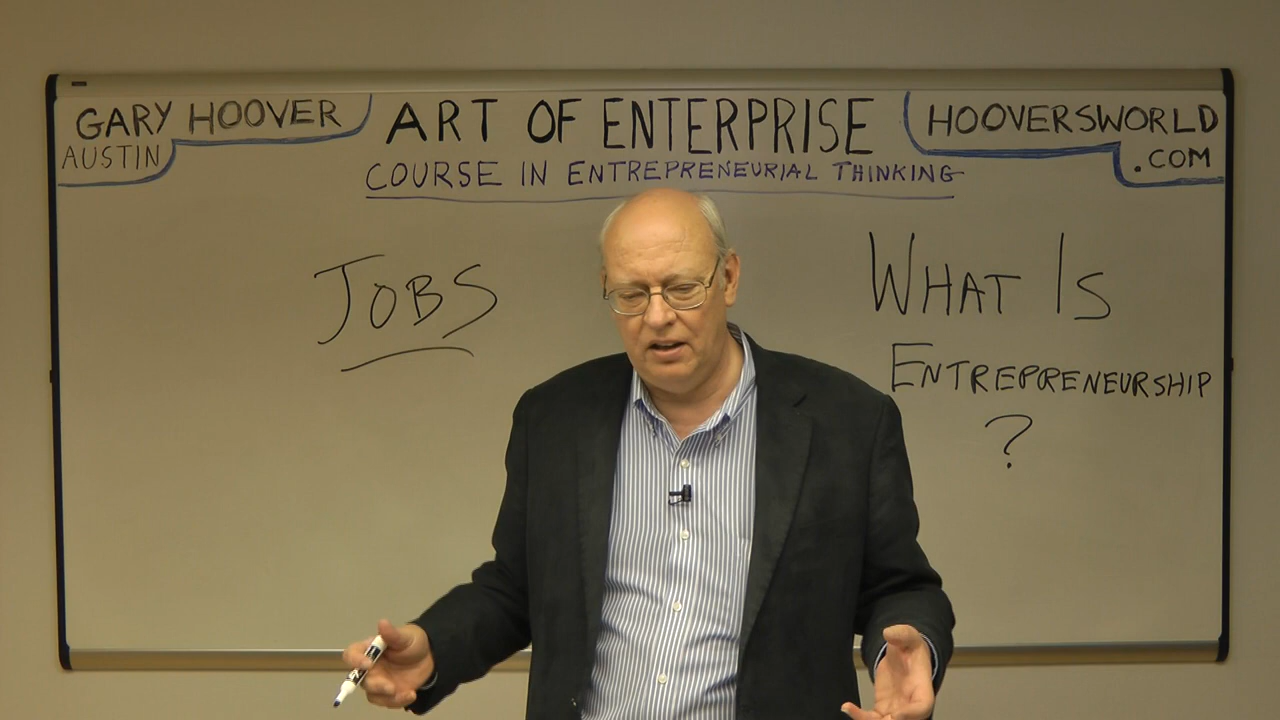 GARY HOOVER
AUSTIN
ART OF ENTERPRISE
COURSE IN ENTREPRENEURIAL THINKING
HOOVERSWORLD
.COM
JOBS
WHAT IS
ENTREPRENEURSHIP
?